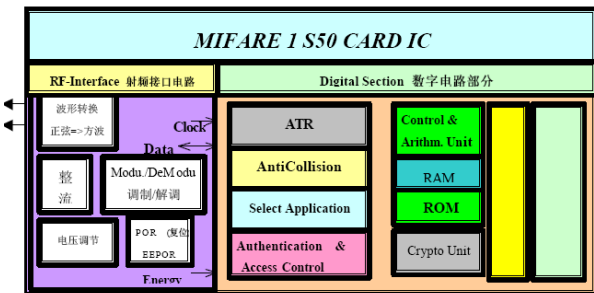 MIFARE 1 S50 CARD IC
RF-Interface 射频接口电路
Digital Section 数字电路部分
波形转换
正弦=>方波
Clock
Data
整
流
Modu./DeModu
调制/解调
电压调节
POR (复位
EEPOR
Energy
ATR
AntiCollision
Select Application
Authentication &
Access Control
Control &
Arithm. Unit
RAM
ROM
Crypto Unit